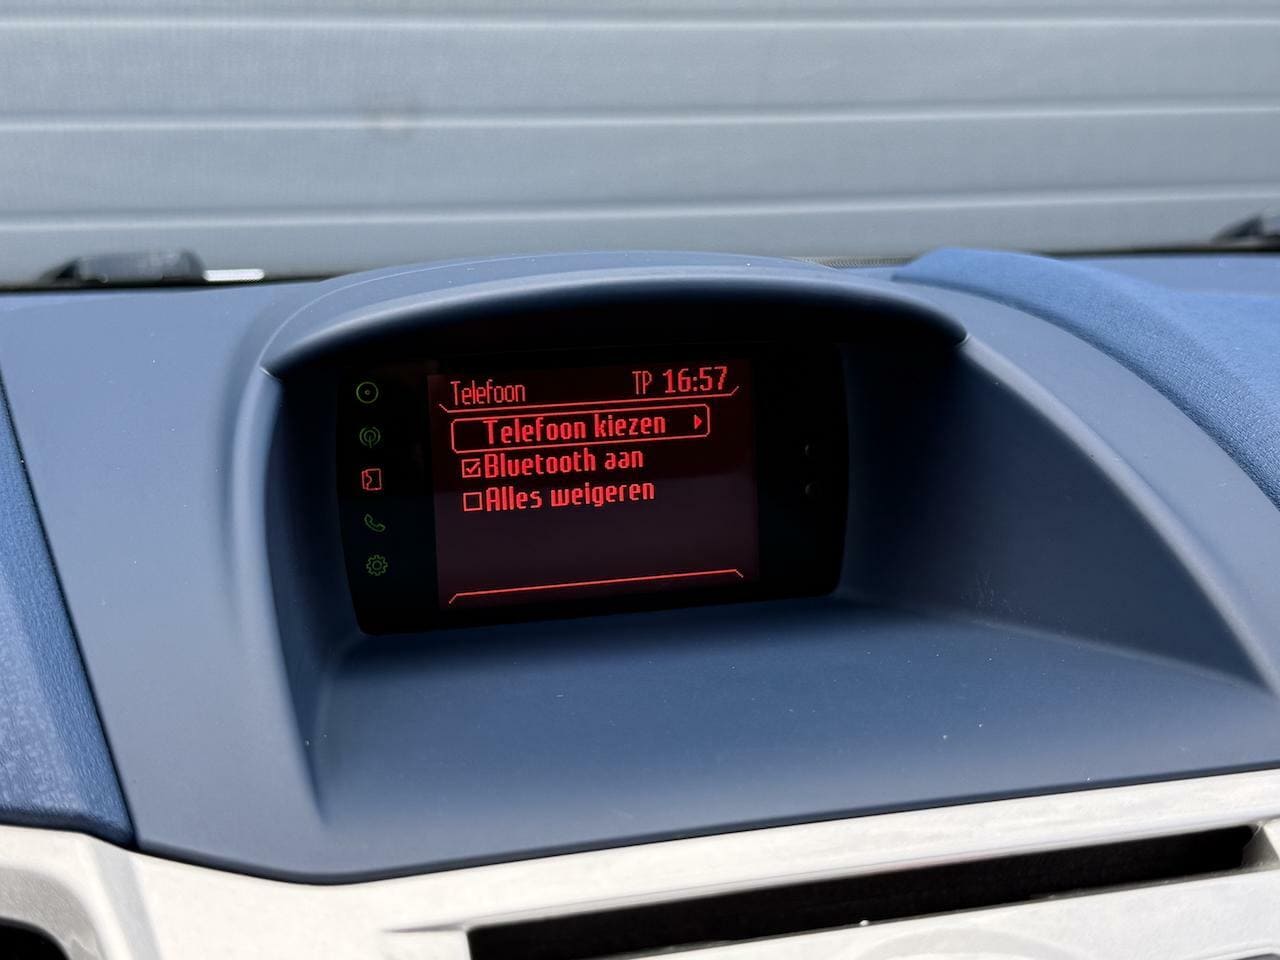 Telefoon TP 16:57
Telefoon kiezen
Bluetooth aan
Alles weigeren